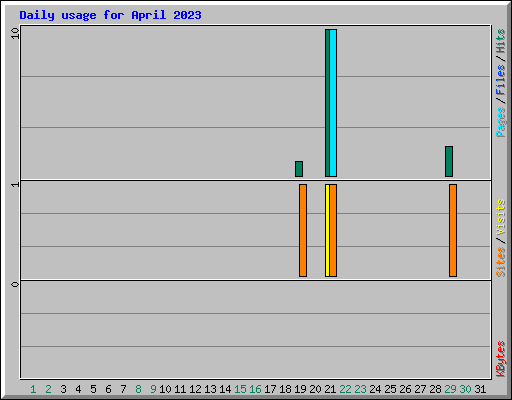 Daily usage for April 2023
10
1
0
Pages/Files/Hits
Sites/Visits
KBytes
1 2 3 4 5 6 7 8 9 10 11 12 13 14 15 16 17 18 19 20 21 22 23 24 25 26 27 28 29 30 31